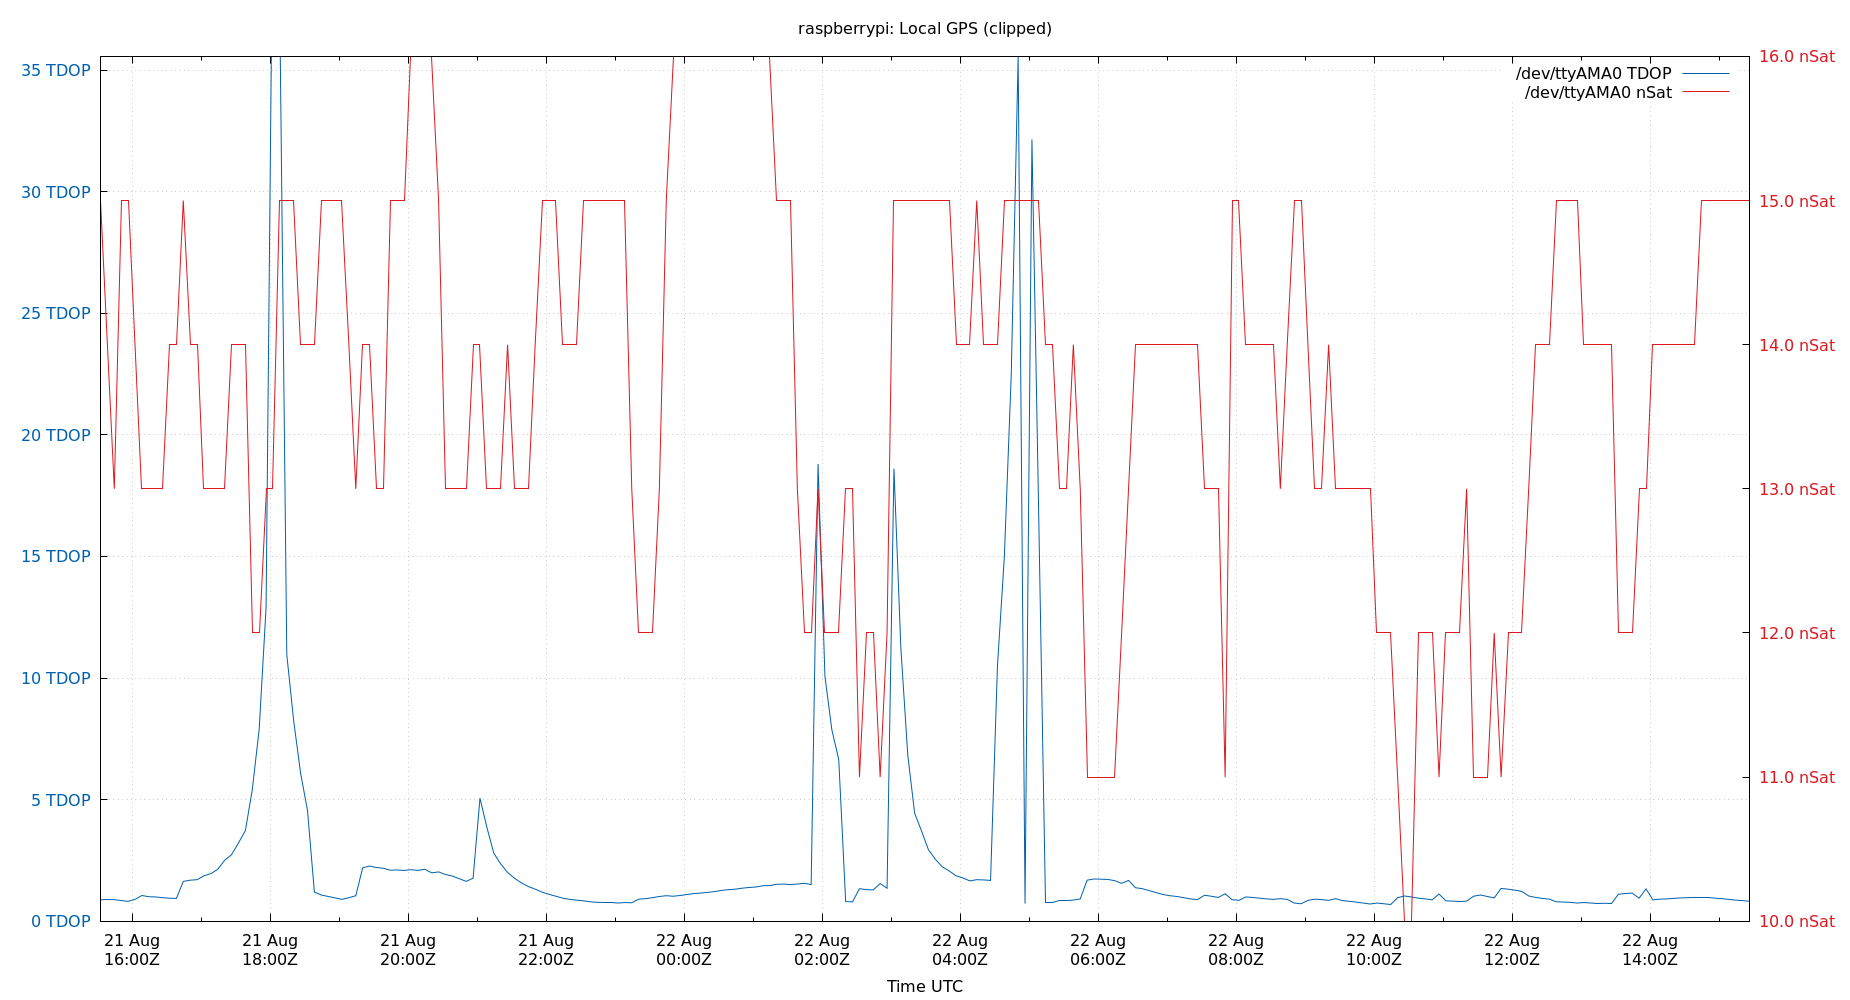 raspberrypi: Local GPS (clipped)
/dev/ttyAMA0 TDOP
/dev/ttyAMA0 nSat
35 TDOP
30 TDOP
25 TDOP
20 TDOP
15 TDOP
10 TDOP
5 TDOP
0 TDOP
16.0 nSat
15.0 nSat
14.0 nSat
13.0 nSat
12.0 nSat
11.0 nSat
10.0 nSat
21 Aug
16:00Z
21 Aug
18:00Z
21 Aug
20:00Z
21 Aug
22:00Z
22 Aug
00:00Z
22 Aug
02:00Z
22 Aug
04:00Z
22 Aug
06:00Z
22 Aug
08:00Z
22 Aug
10:00Z
22 Aug
12:00Z
22 Aug
14:00Z
Time UTC